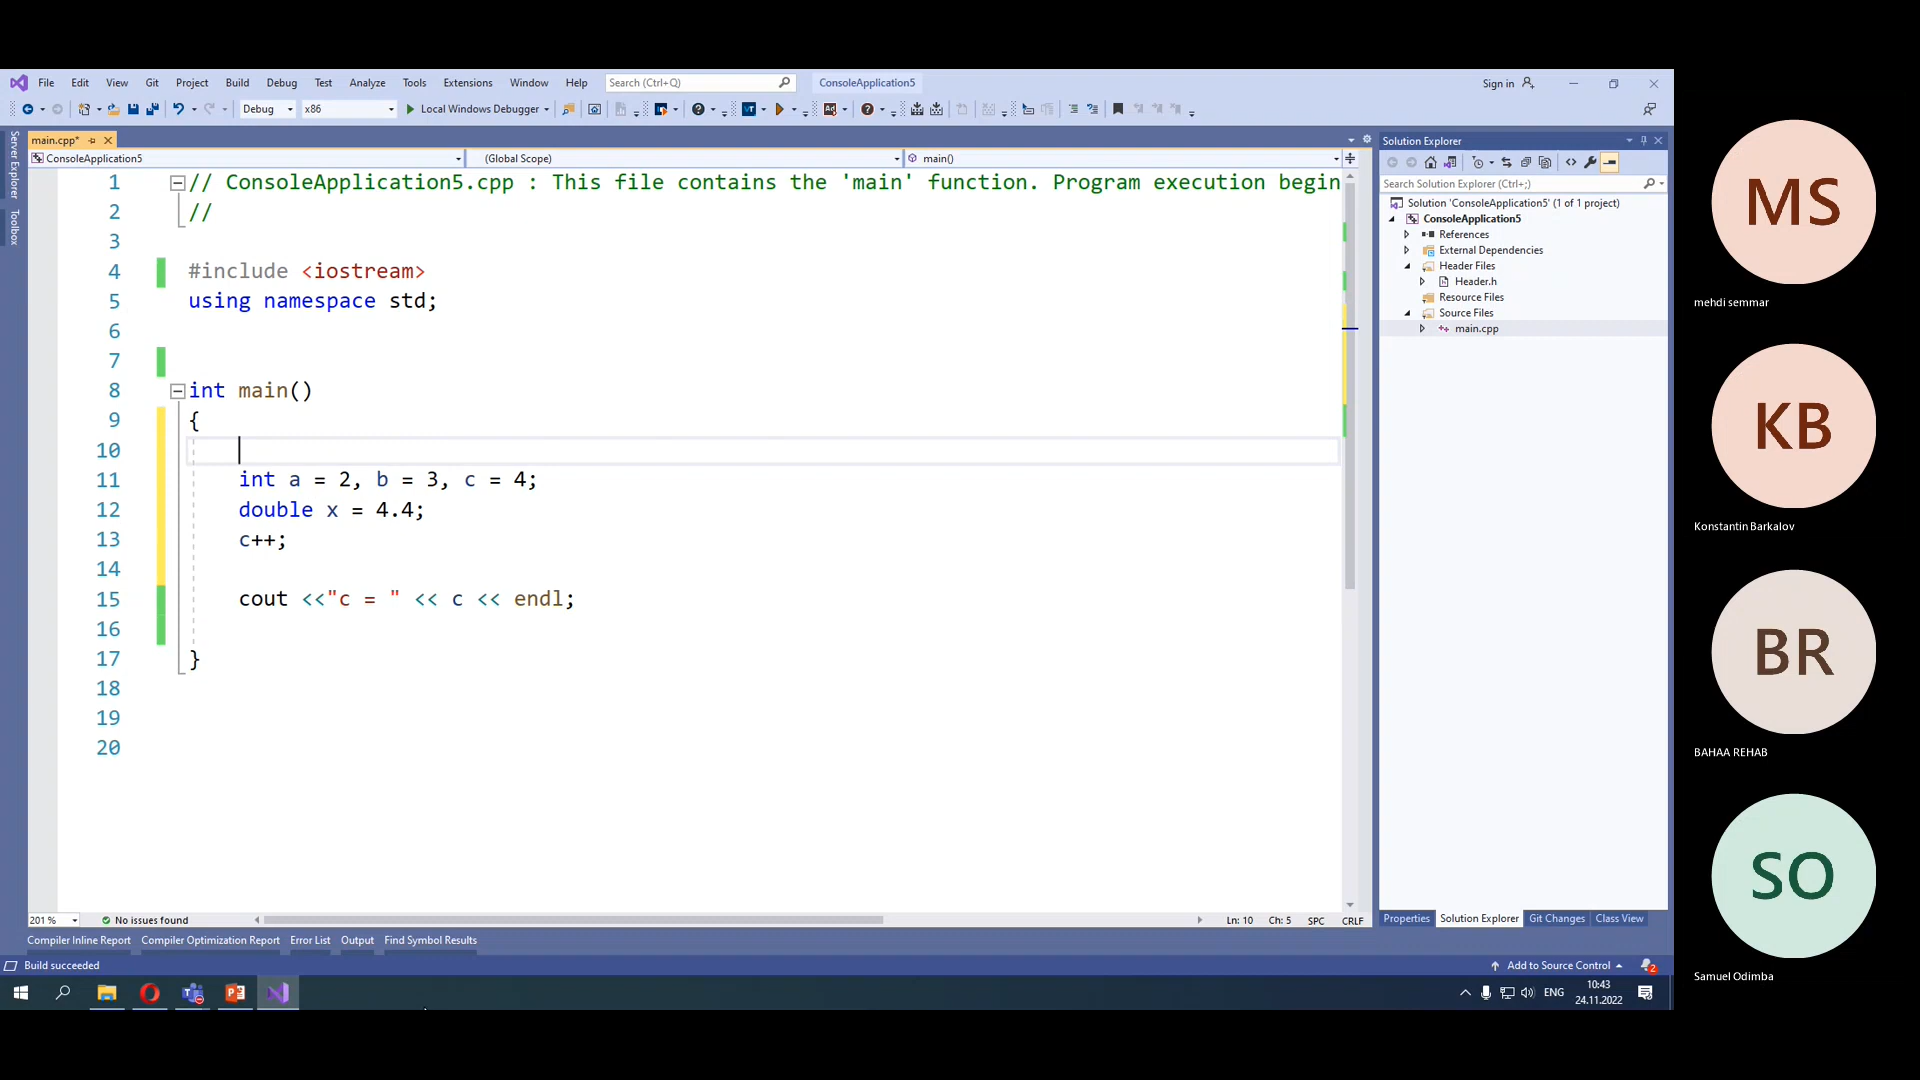 File Edit View Git Project Build Debug Test Analyze Tools Extensions Window Help Search (Ctrl+Q) ConsoleApplication5 Sign in
Debug x86 Local Windows Debugger
main.cpp*
ConsoleApplication5 (Global Scope) main()
1 // ConsoleApplication5.cpp : This file contains the 'main' function. Program execution begin
2 //
3
4 #include <iostream>
5 using namespace std;
6
7
8 int main()
9 {
10
11 int a = 2, b = 3, c = 4;
12 double x = 4.4;
13 c++;
14
15 cout <<"c = " << c << endl;
16
17 }
18
19
20
201 % No issues found Ln: 10 Ch: 5 SPC CRLF
Server Explorer
Toolbox
Solution Explorer
Search Solution Explorer (Ctrl+;)
Solution 'ConsoleApplication5' (1 of 1 project)
ConsoleApplication5
References
External Dependencies
Header Files
Header.h
Resource Files
Source Files
main.cpp
Properties Solution Explorer Git Changes Class View
Compiler Inline Report Compiler Optimization Report Error List Output Find Symbol Results
Build succeeded Add to Source Control 2
ENG 10:43
24.11.2022
MS
mehdi semmar
KB
Konstantin Barkalov
BR
BAHAA REHAB
SO
Samuel Odimba